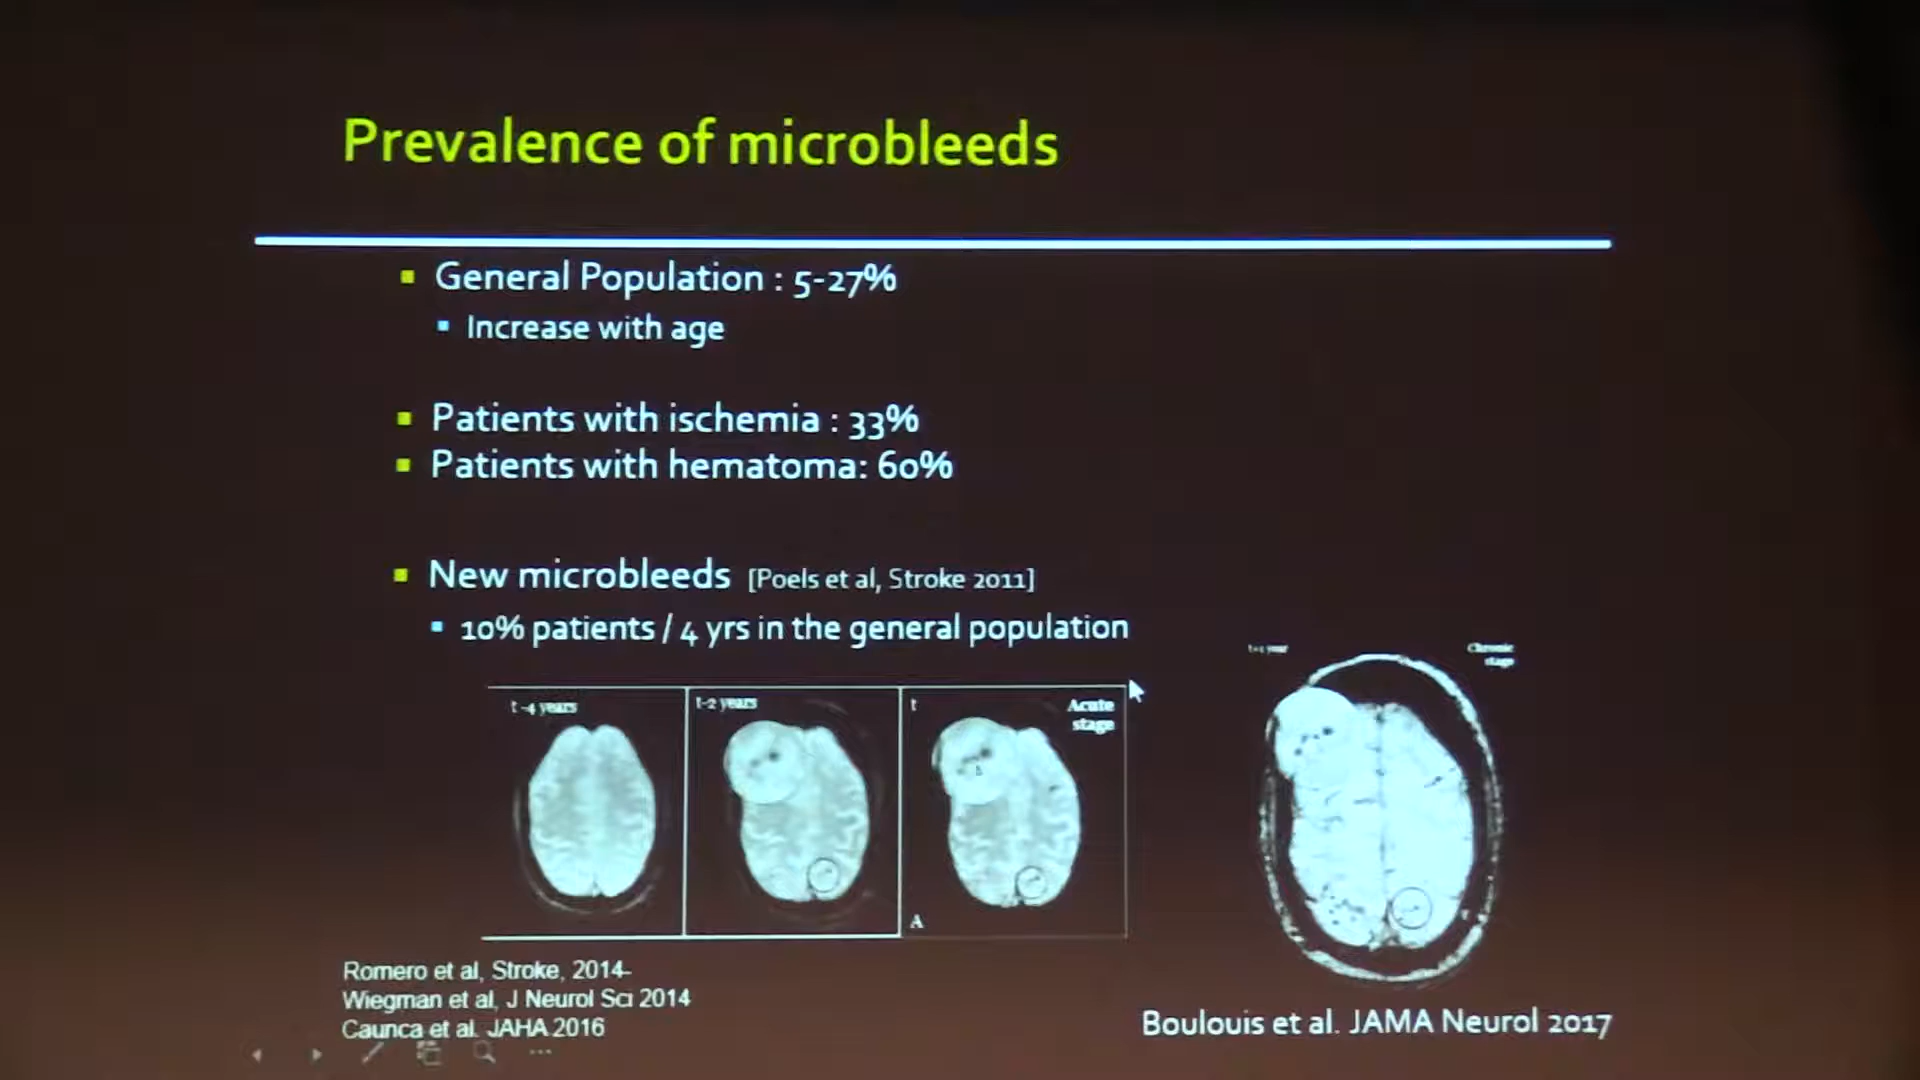 Prevalence of microbleeds
General Population : 5-27%
Increase with age
Patients with ischemia : 33%
Patients with hematoma: 60%
New microbleeds [Poels et al, Stroke 2011]
10% patients / 4 yrs in the general population
t -4 years
t-2 years
t
Acute
stage
A
t+1 year
Chronic
stage
Romero et al, Stroke, 2014-
Wiegman et al, J Neurol Sci 2014
Caunca et al. JAHA 2016
Boulouis et al. JAMA Neurol 2017